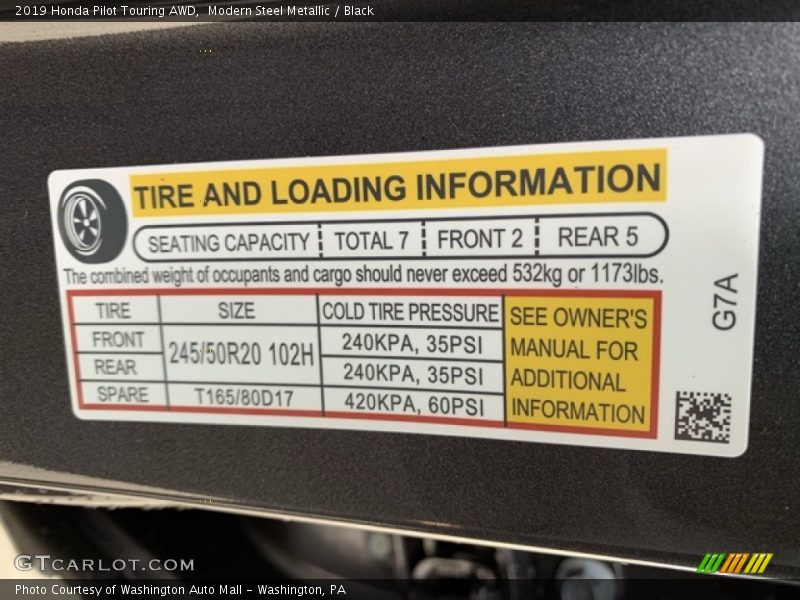 2019 Honda Pilot Touring AWD,  Modern Steel Metallic / Black
TIRE AND LOADING INFORMATION
SEATING CAPACITY TOTAL 7 FRONT 2 REAR 5
The combined weight of occupants and cargo should never exceed 532kg or 1173lbs.
TIRE SIZE COLD TIRE PRESSURE
FRONT 245/50R20 102H 240KPA, 35PSI
REAR 240KPA, 35PSI
SPARE T165/80D17 420KPA, 60PSI
SEE OWNER'S
MANUAL FOR
ADDITIONAL
INFORMATION
G7A
GTCARLOT.COM
Photo Courtesy of Washington Auto Mall – Washington, PA